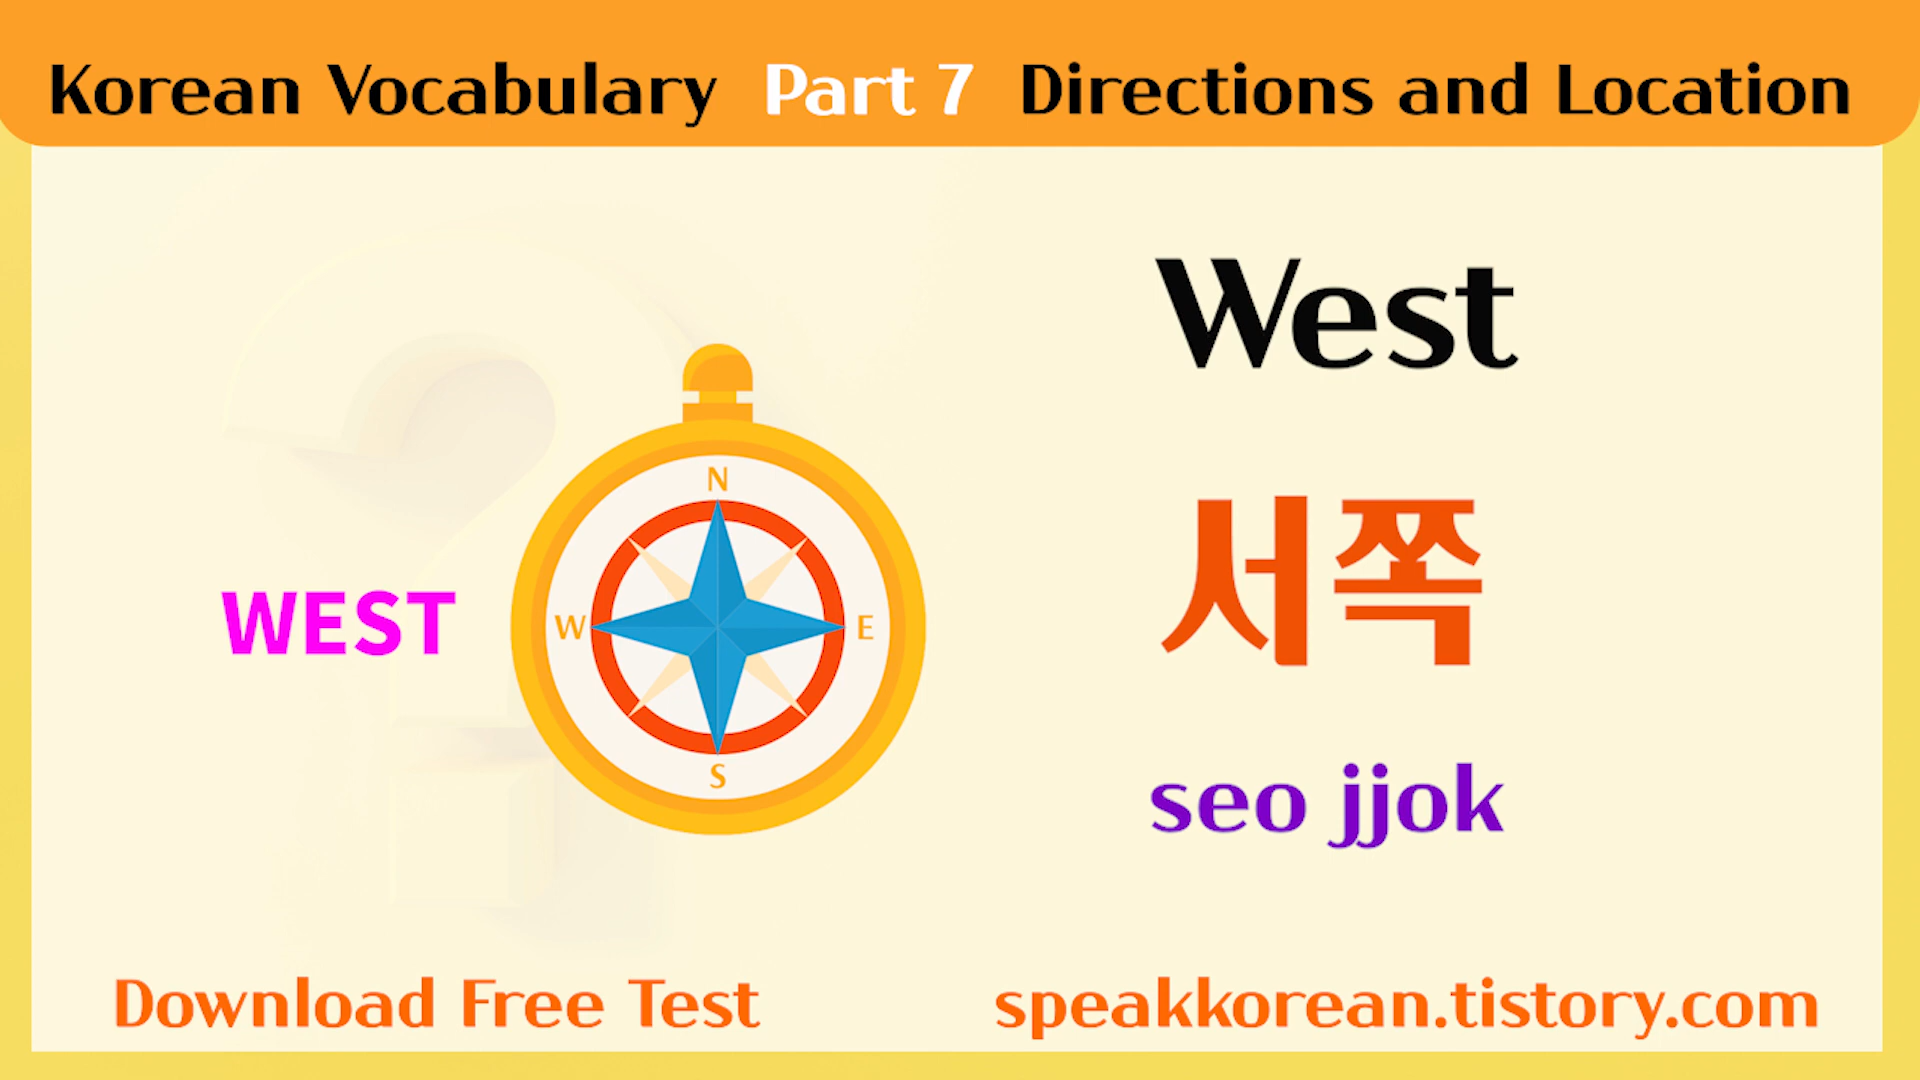 Korean Vocabulary Part 7 Directions and Location
West
N
WEST
W E
서쪽
S
seo jjok
Download Free Test speakkorean.tistory.com